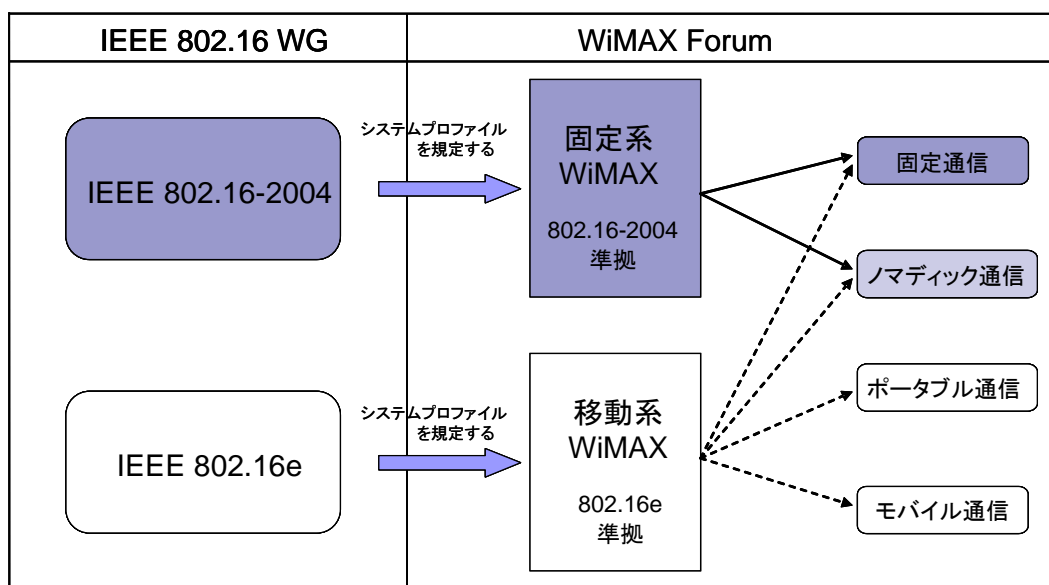 IEEE 802.16 WG
WiMAX Forum
IEEE 802.16-2004
システムプロファイル
を規定する
固定系
WiMAX
802.16-2004
準拠
固定通信
ノマディック通信
IEEE 802.16e
システムプロファイル
を規定する
移動系
WiMAX
802.16e
準拠
ポータブル通信
モバイル通信